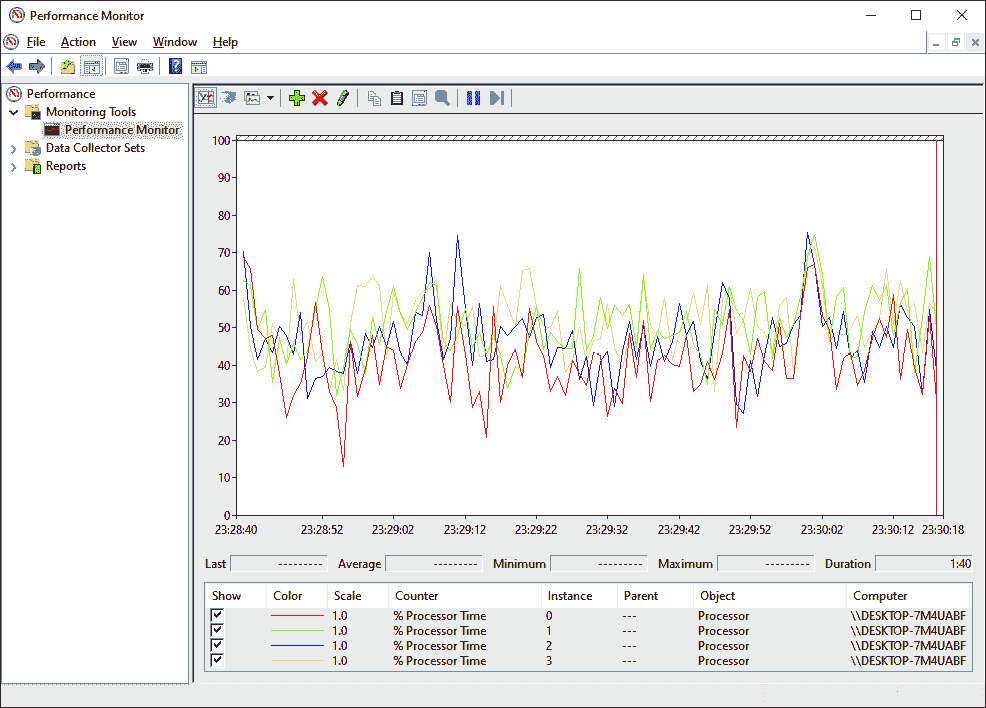 Performance Monitor
File Action View Window Help
Performance
Monitoring Tools
Performance Monitor
Data Collector Sets
Reports
100
90
80
70
60
50
40
30
20
10
0
23:28:40 23:28:52 23:29:02 23:29:12 23:29:22 23:29:32 23:29:42 23:29:52 23:30:02 23:30:12 23:30:18
Last --------- Average --------- Minimum --------- Maximum --------- Duration 1:40
Show Color Scale Counter Instance Parent Object Computer
1.0 % Processor Time 0 --- Processor \\DESKTOP-7M4UABF
1.0 % Processor Time 1 --- Processor \\DESKTOP-7M4UABF
1.0 % Processor Time 2 --- Processor \\DESKTOP-7M4UABF
1.0 % Processor Time 3 --- Processor \\DESKTOP-7M4UABF